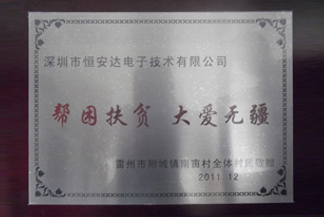 深圳市恒安达电子技术有限公司
帮困扶贫 大爱无疆
雷州市附城镇南亩村全体村民敬赠
2011.12